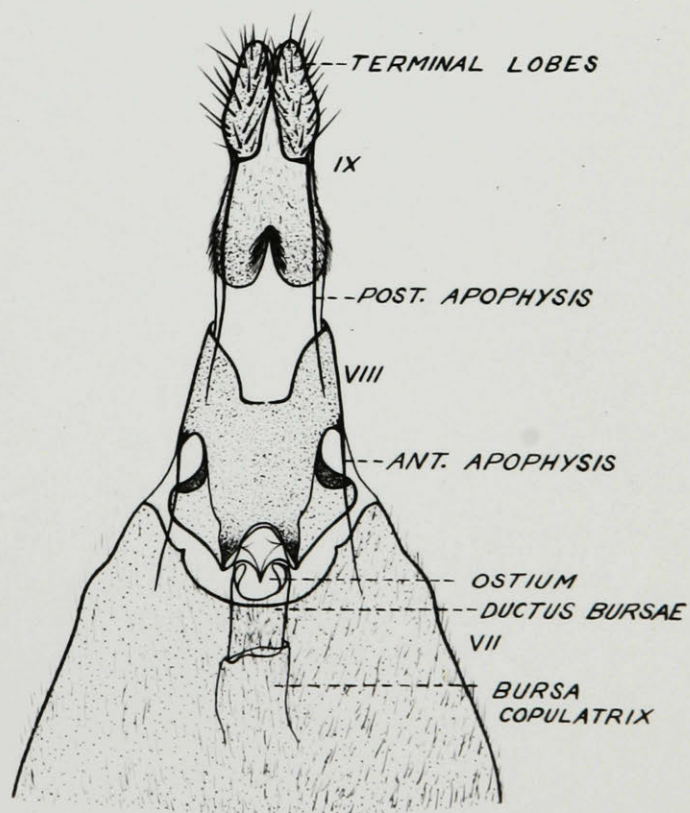 TERMINAL LOBES
IX
POST. APOPHYSIS
VIII
ANT. APOPHYSIS
OSTIUM
DUCTUS BURSAE
VII
BURSA
COPULATRIX